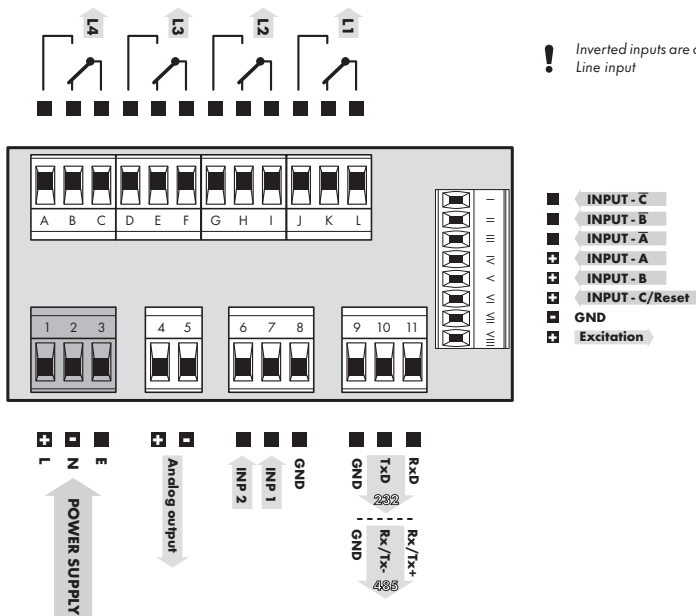 L4 L3 L2 L1
! Inverted inputs are
Line input
A B C D E F G H I J K L
I
II
III
IV
V
VI
VII
VIII
INPUT - C̅
INPUT - B̅
INPUT - A̅
+ INPUT - A
+ INPUT - B
+ INPUT - C/Reset
- GND
+ Excitation
1 2 3 4 5 6 7 8 9 10 11
+ - + -
L N E
POWER SUPPLY
Analog output
INP 2
INP 1
GND
GND TxD RxD
232
GND Rx/Tx- Rx/Tx+
485